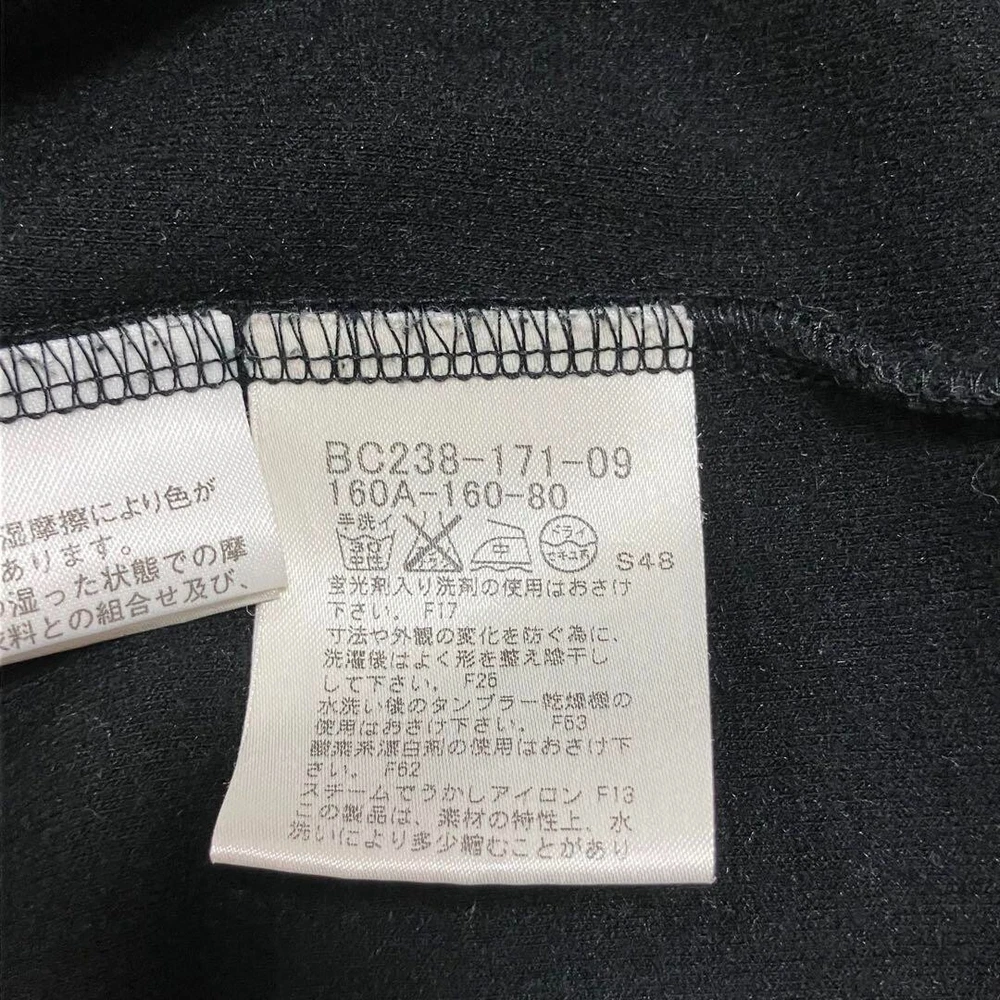 湿摩擦により色が
あります。
湿った状態での摩
衣料との組合せ及び、
BC238-171-09
160A-160-80
手洗イ
30
中性
中
ドライ
セキユ系
S48
蛍光剤入り洗剤の使用はおさけ
下さい。 F17
寸法や外観の変化を防ぐ為に、
洗濯後はよく形を整え陰干し
して下さい。 F25
水洗い後のタンブラー乾燥機の
使用はおさけ下さい。 F53
酸素系漂白剤の使用はおさけ下
さい。 F62
スチームでうかしアイロン F13
この製品は、素材の特性上、水
洗いにより多少縮むことがあり